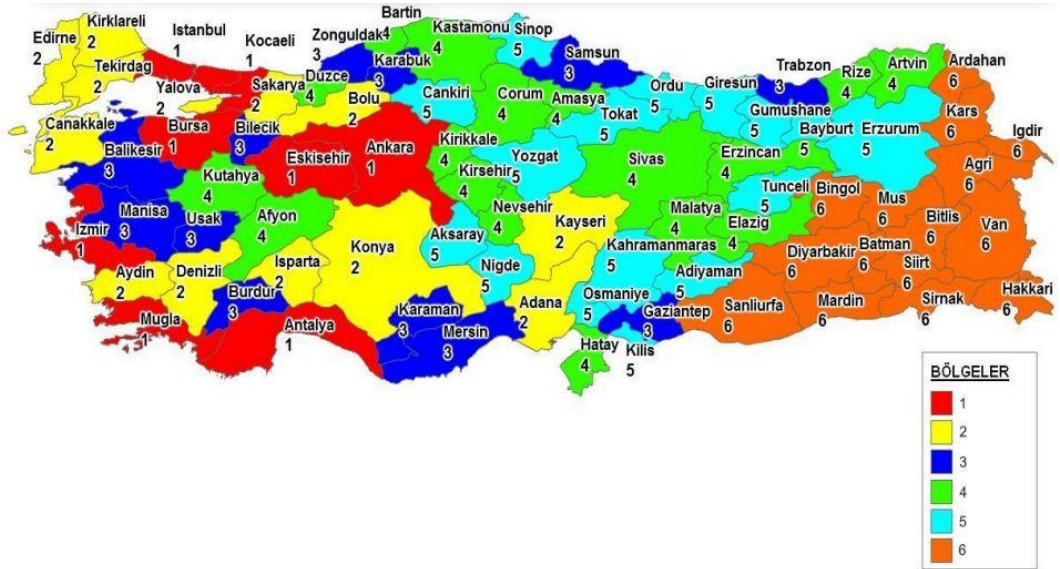 Edirne
2
Kirklareli
2
Tekirdag
2
Istanbul
1
Kocaeli
1
Yalova
2
Sakarya
2
Duzce
4
Zonguldak
3
Bartin
4
Karabuk
3
Kastamonu
4
Sinop
5
Samsun
3
Ordu
5
Giresun
5
Trabzon
3
Rize
4
Artvin
4
Ardahan
6
Kars
6
Igdir
6
Canakkale
2
Balikesir
3
Bursa
1
Bilecik
3
Bolu
2
Cankiri
5
Corum
4
Amasya
4
Tokat
5
Gumushane
5
Bayburt
5
Erzurum
5
Agri
6
Kutahya
4
Eskisehir
1
Ankara
1
Kirikkale
4
Kirsehir
4
Yozgat
5
Sivas
4
Erzincan
4
Tunceli
5
Bingol
6
Mus
6
Bitlis
6
Van
6
Izmir
1
Manisa
3
Usak
3
Afyon
4
Konya
2
Aksaray
5
Nevsehir
4
Nigde
5
Kayseri
2
Malatya
4
Elazig
4
Kahramanmaras
5
Adiyaman
5
Diyarbakir
6
Batman
6
Siirt
6
Sirnak
6
Hakkari
6
Aydin
2
Denizli
2
Isparta
2
Burdur
3
Mugla
1
Antalya
1
Karaman
3
Mersin
3
Adana
2
Osmaniye
5
Gaziantep
3
Kilis
5
Hatay
4
Sanliurfa
6
Mardin
6
BÖLGELER
1
2
3
4
5
6